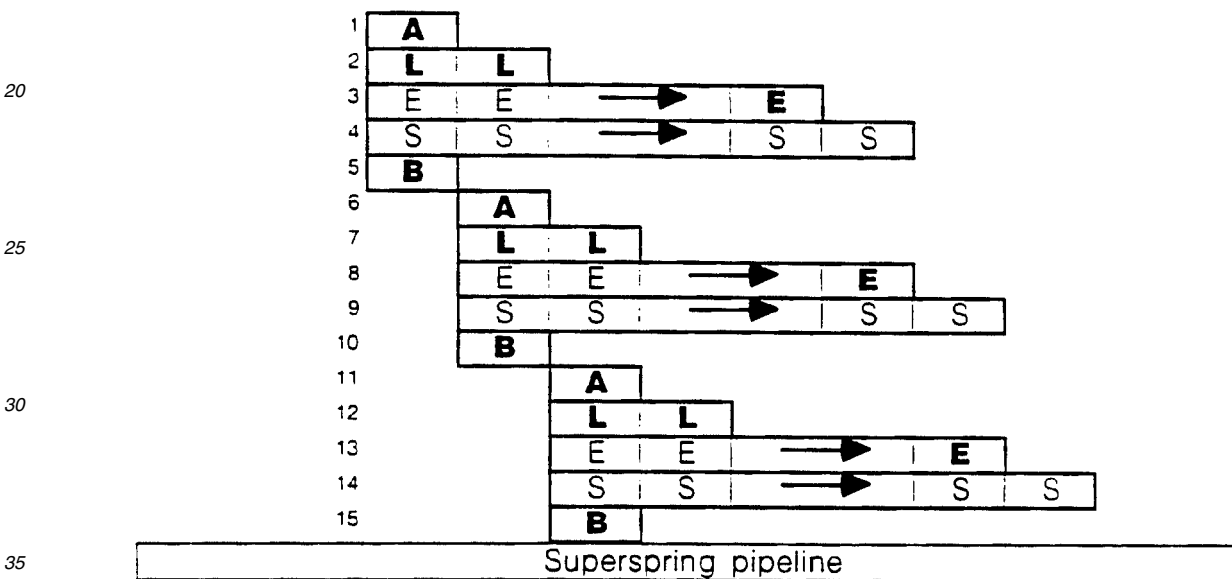 1 A
2 L L
20
3 E E E
4 S S S S
5 B
6 A
25
7 L L
8 E E E
9 S S S S
10 B
11 A
30
12 L L
13 E E E
14 S S S S
15 B
35 Superspring pipeline